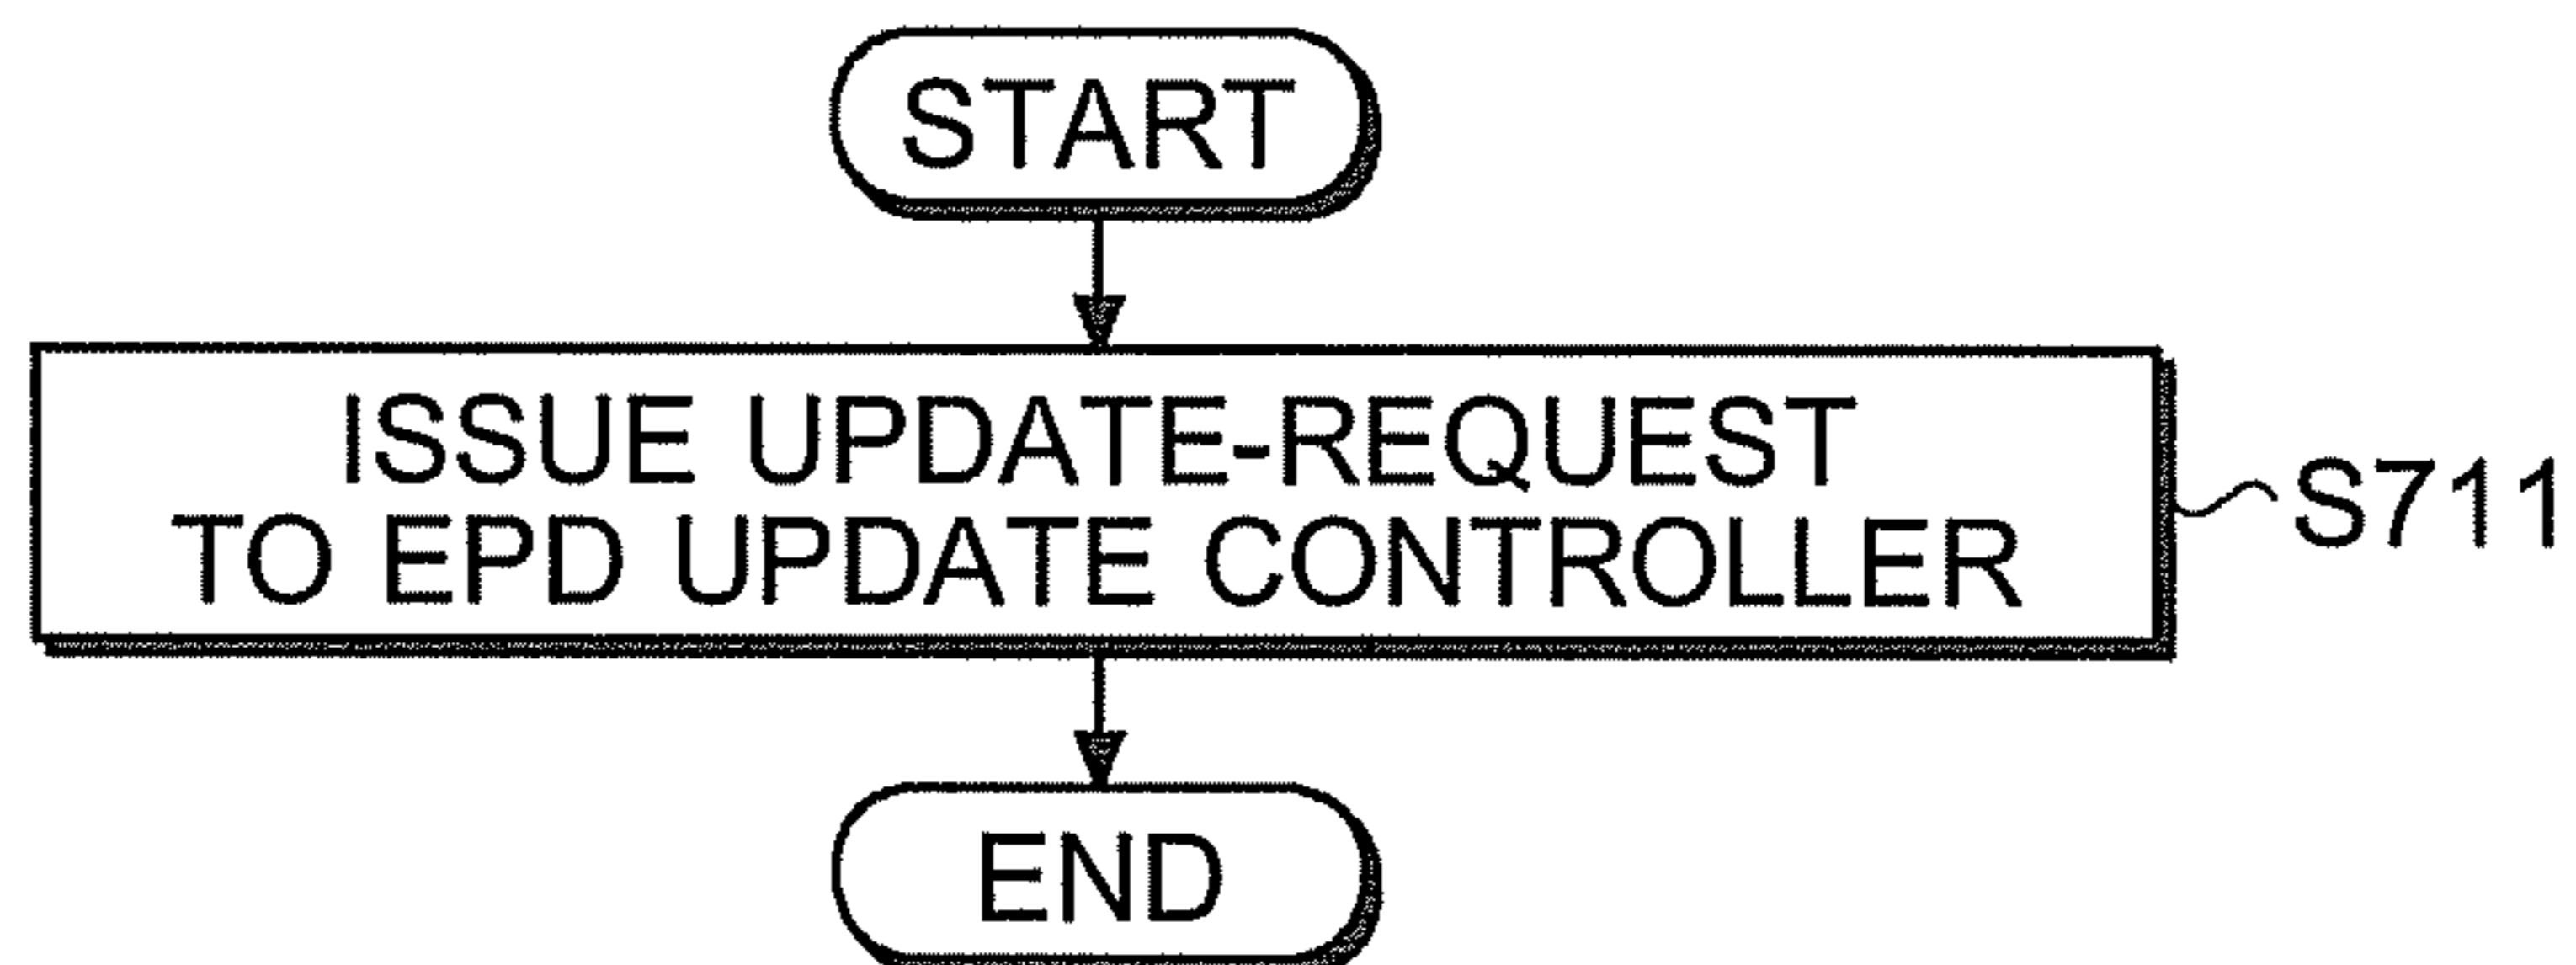 START
ISSUE UPDATE-REQUEST
TO EPD UPDATE CONTROLLER
S711
END